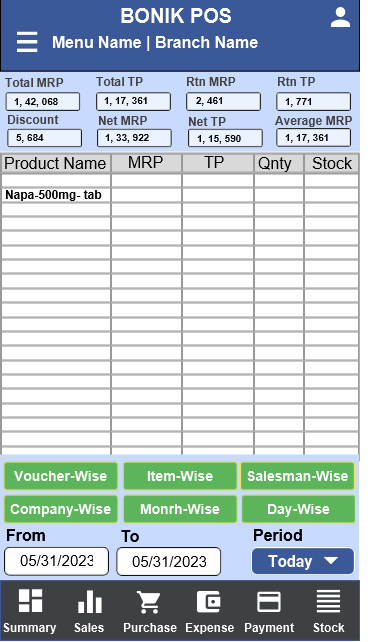 BONIK POS
Menu Name | Branch Name
Total MRP Total TP Rtn MRP Rtn TP
1, 42, 068 1, 17, 361 2, 461 1, 771
Discount Net MRP Net TP Average MRP
5, 684 1, 33, 922 1, 15, 590 1, 17, 361
Product Name MRP TP Qnty Stock
Napa-500mg- tab
Voucher-Wise Item-Wise Salesman-Wise
Company-Wise Monrh-Wise Day-Wise
From To Period
05/31/2023 05/31/2023 Today
Summary Sales Purchase Expense Payment Stock